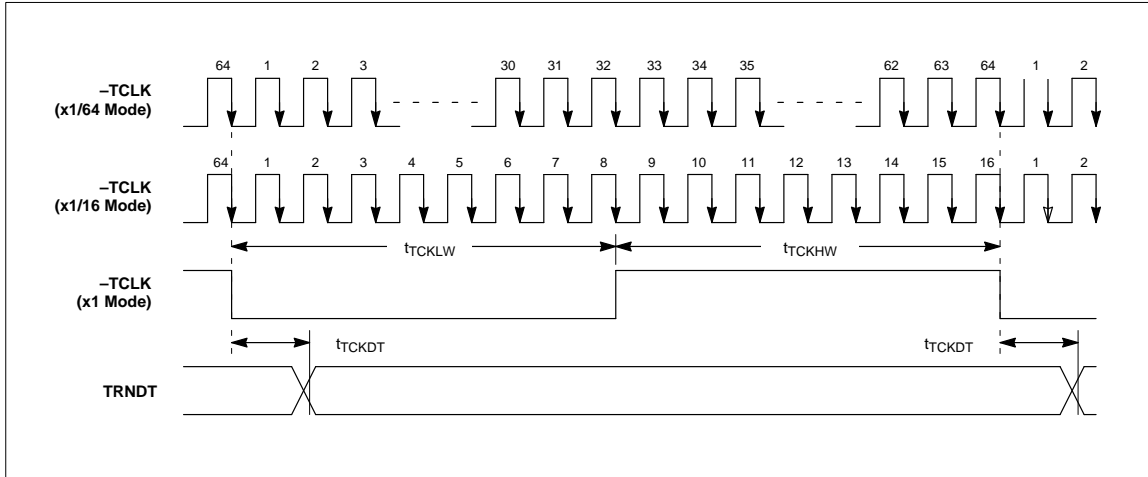 64 1 2 3 30 31 32 33 34 35 62 63 64 1 2
–TCLK
(x1/64 Mode)
64 1 2 3 4 5 6 7 8 9 10 11 12 13 14 15 16 1 2
–TCLK
(x1/16 Mode)
tTCKLW tTCKHW
–TCLK
(x1 Mode)
tTCKDT tTCKDT
TRNDT